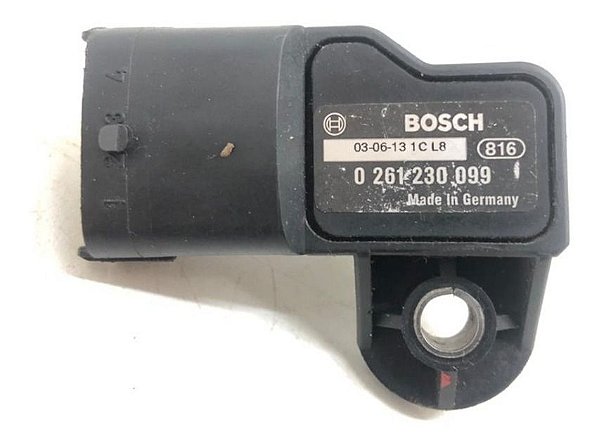 BOSCH
03-06-13 1C L8 816
0 261 230 099
Made in Germany
1 2 3 4